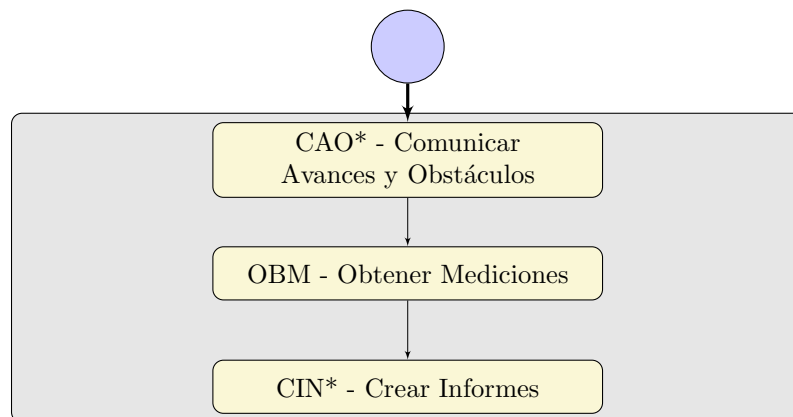 CAO* - Comunicar
Avances y Obstáculos
OBM - Obtener Mediciones
CIN* - Crear Informes